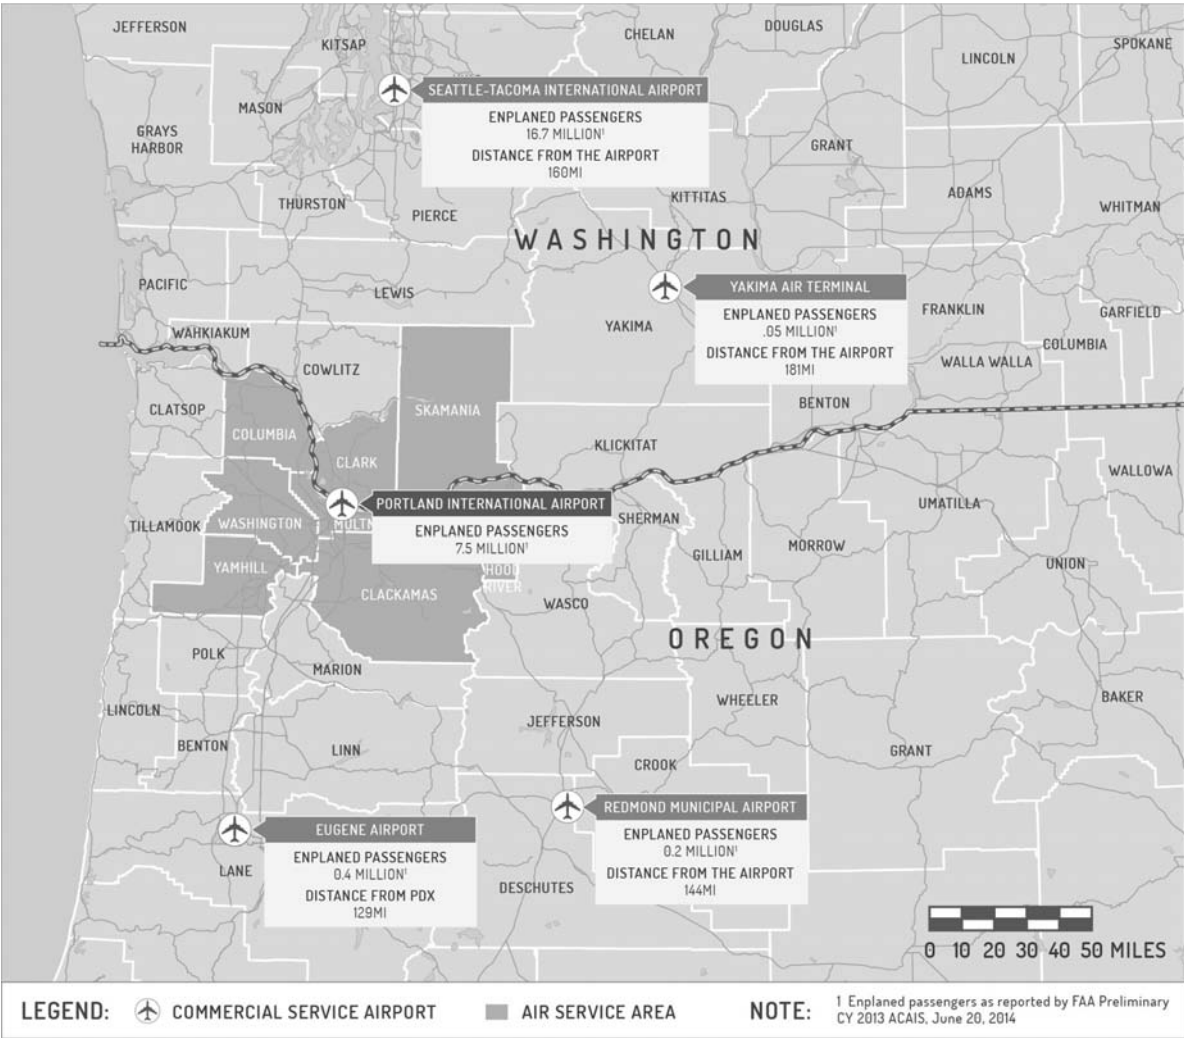 JEFFERSON
KITSAP
CHELAN
DOUGLAS
LINCOLN
SPOKANE
MASON
GRAYS
HARBOR
SEATTLE-TACOMA INTERNATIONAL AIRPORT
ENPLANED PASSENGERS
16.7 MILLION¹
DISTANCE FROM THE AIRPORT
160MI
GRANT
THURSTON
PIERCE
KITTITAS
ADAMS
WHITMAN
WASHINGTON
PACIFIC
LEWIS
YAKIMA
YAKIMA AIR TERMINAL
ENPLANED PASSENGERS
.05 MILLION¹
DISTANCE FROM THE AIRPORT
181MI
FRANKLIN
GARFIELD
COLUMBIA
WALLA WALLA
BENTON
WAHKIAKUM
COWLITZ
CLATSOP
SKAMANIA
COLUMBIA
CLARK
KLICKITAT
WALLOWA
UMATILLA
PORTLAND INTERNATIONAL AIRPORT
ENPLANED PASSENGERS
7.5 MILLION¹
TILLAMOOK
WASHINGTON
MULTN
SHERMAN
GILLIAM
MORROW
UNION
YAMHILL
CLACKAMAS
HOOD
RIVER
WASCO
OREGON
POLK
MARION
LINCOLN
BENTON
LINN
JEFFERSON
WHEELER
BAKER
CROOK
GRANT
REDMOND MUNICIPAL AIRPORT
ENPLANED PASSENGERS
0.2 MILLION¹
DISTANCE FROM THE AIRPORT
144MI
EUGENE AIRPORT
ENPLANED PASSENGERS
0.4 MILLION¹
DISTANCE FROM PDX
129MI
LANE
DESCHUTES
0 10 20 30 40 50 MILES
LEGEND:
COMMERCIAL SERVICE AIRPORT
AIR SERVICE AREA
NOTE:
1 Enplaned passengers as reported by FAA Preliminary
CY 2013 ACAIS, June 20, 2014